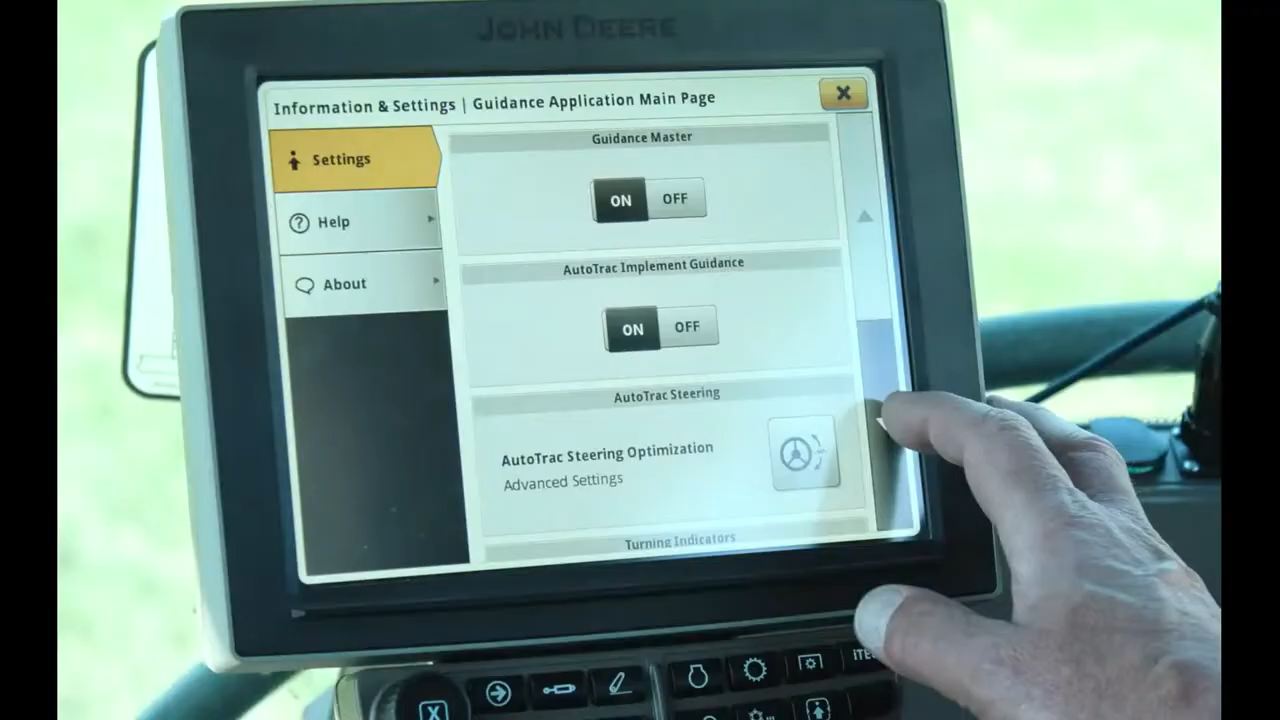 JOHN DEERE
Information & Settings | Guidance Application Main Page
Settings
Help
About
Guidance Master
ON OFF
AutoTrac Implement Guidance
ON OFF
AutoTrac Steering
AutoTrac Steering Optimization
Advanced Settings
Turning Indicators